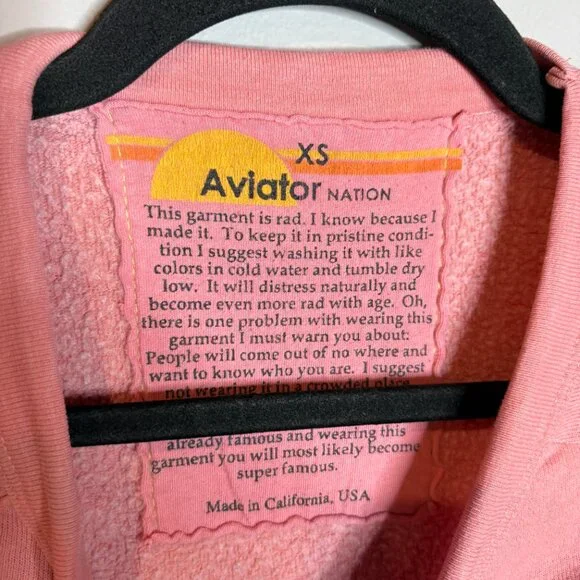 XS
Aviator NATION
This garment is rad. I know because I
made it. To keep it in pristine condi-
tion I suggest washing it with like
colors in cold water and tumble dry
low. It will distress naturally and
become even more rad with age. Oh,
there is one problem with wearing this
garment I must warn you about:
People will come out of no where and
want to know who you are. I suggest
not wearing it in a crowded place
already famous and wearing this
garment you will most likely become
super famous.
Made in California, USA